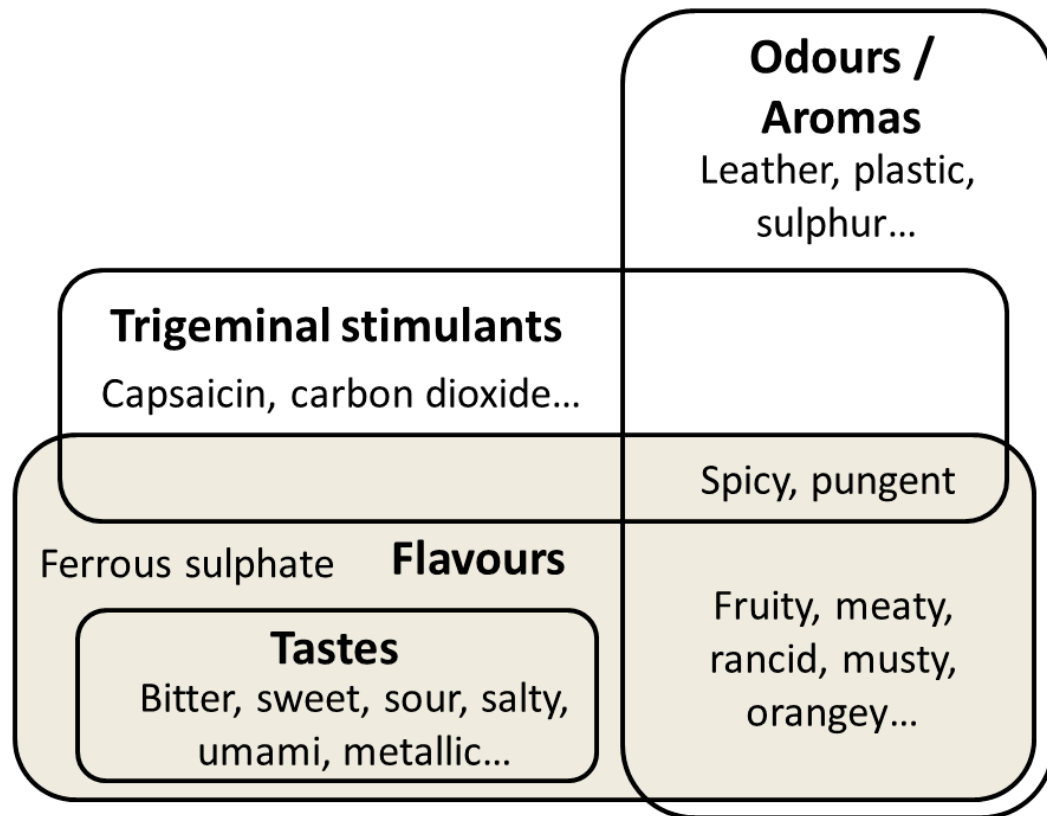 Odours /
Aromas
Leather, plastic,
sulphur...
Trigeminal stimulants
Capsaicin, carbon dioxide...
Spicy, pungent
Ferrous sulphate
Flavours
Fruity, meaty,
rancid, musty,
orangey...
Tastes
Bitter, sweet, sour, salty,
umami, metallic...